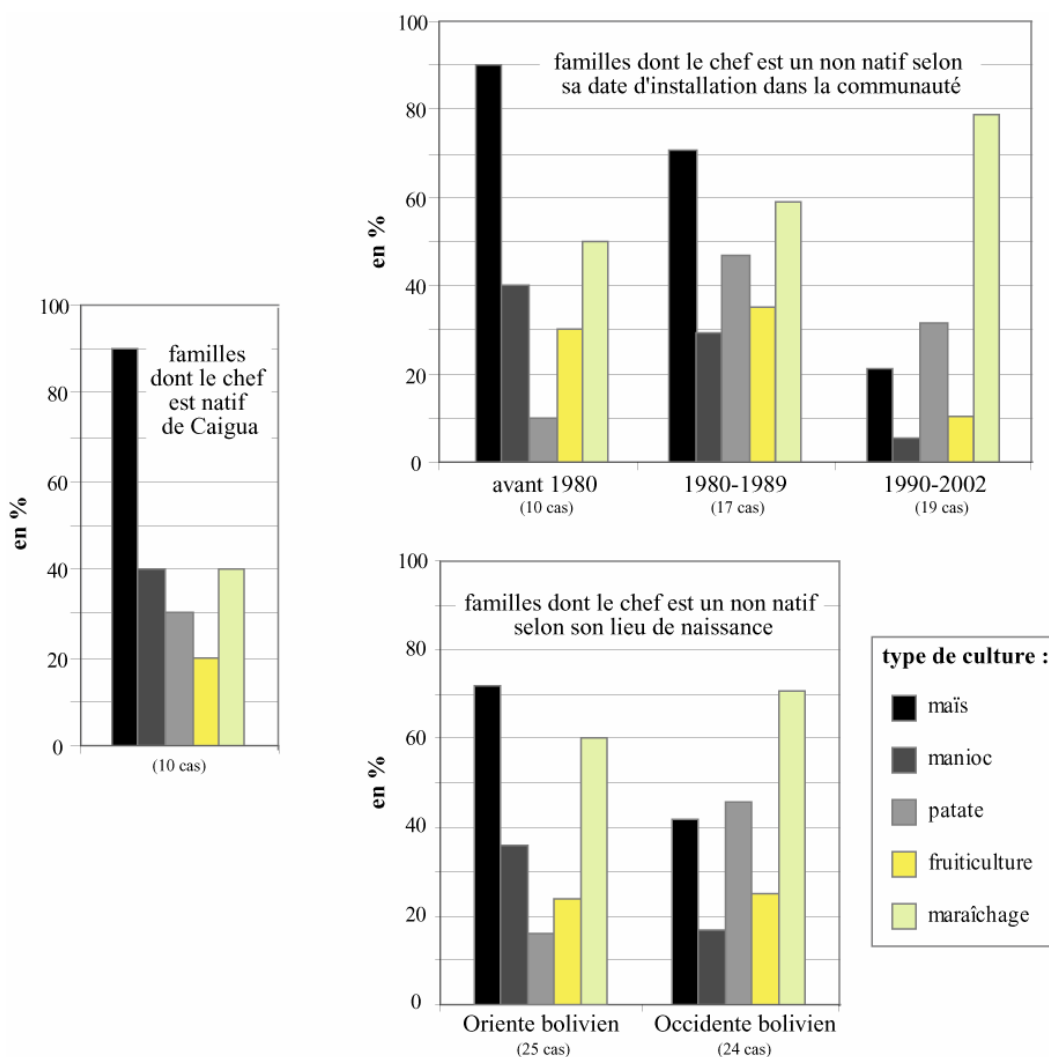 familles dont le chef est un non natif selon
sa date d'installation dans la communauté
en %
100
80
60
40
20
0
avant 1980
(10 cas)
1980-1989
(17 cas)
1990-2002
(19 cas)
familles
dont le chef
est natif
de Caigua
en %
100
80
60
40
20
0
(10 cas)
familles dont le chef est un non natif
selon son lieu de naissance
en %
100
80
60
40
20
0
Oriente bolivien
(25 cas)
Occidente bolivien
(24 cas)
type de culture :
maïs
manioc
patate
fruiticulture
maraîchage